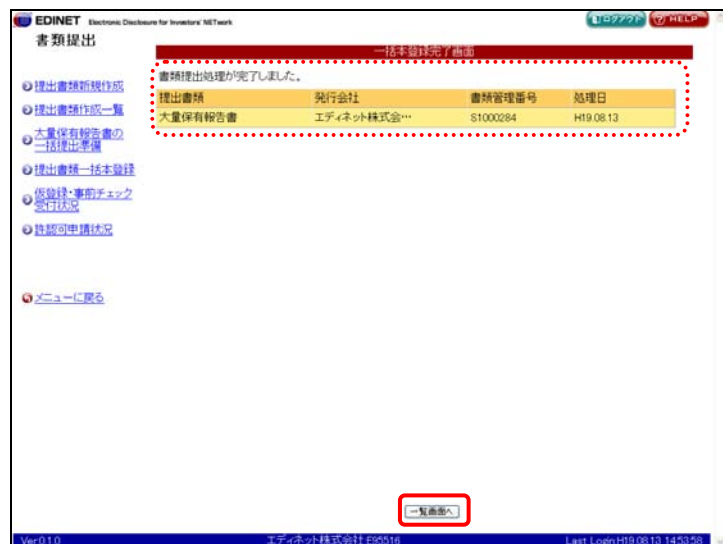 EDINET Electronic Disclosure for Investors' NETwork
ログアウト ? HELP
書類提出
一括本登録完了画面
書類提出処理が完了しました。
提出書類 発行会社 書類管理番号 処理日
大量保有報告書 エディネット株式会… S1000284 H19.08.13
提出書類新規作成
提出書類作成一覧
大量保有報告書の
一括提出準備
提出書類一括本登録
仮登録・事前チェック
受付状況
許認可申請状況
メニューに戻る
一覧画面へ
Ver0.1.0 エディネット株式会社 E95516 Last Login:H19.08.13 14:53:58